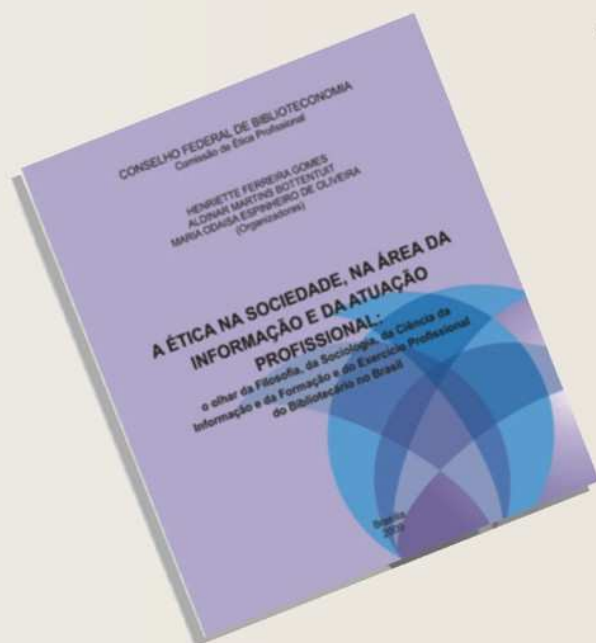 CONSELHO FEDERAL DE BIBLIOTECONOMIA
Comissão de Ética Profissional
HENRIETTE FERREIRA GOMES
ALDINAR MARTINS BOTTENTUIT
MARIA ODAISA ESPINHEIRO DE OLIVEIRA
(Organizadores)
A ÉTICA NA SOCIEDADE, NA ÁREA DA
INFORMAÇÃO E DA ATUAÇÃO
PROFISSIONAL:
o olhar da Filosofia, da Sociologia, da Ciência da
Informação e da Formação e do Exercício Profissional
do Bibliotecário no Brasil
Brasília
2009